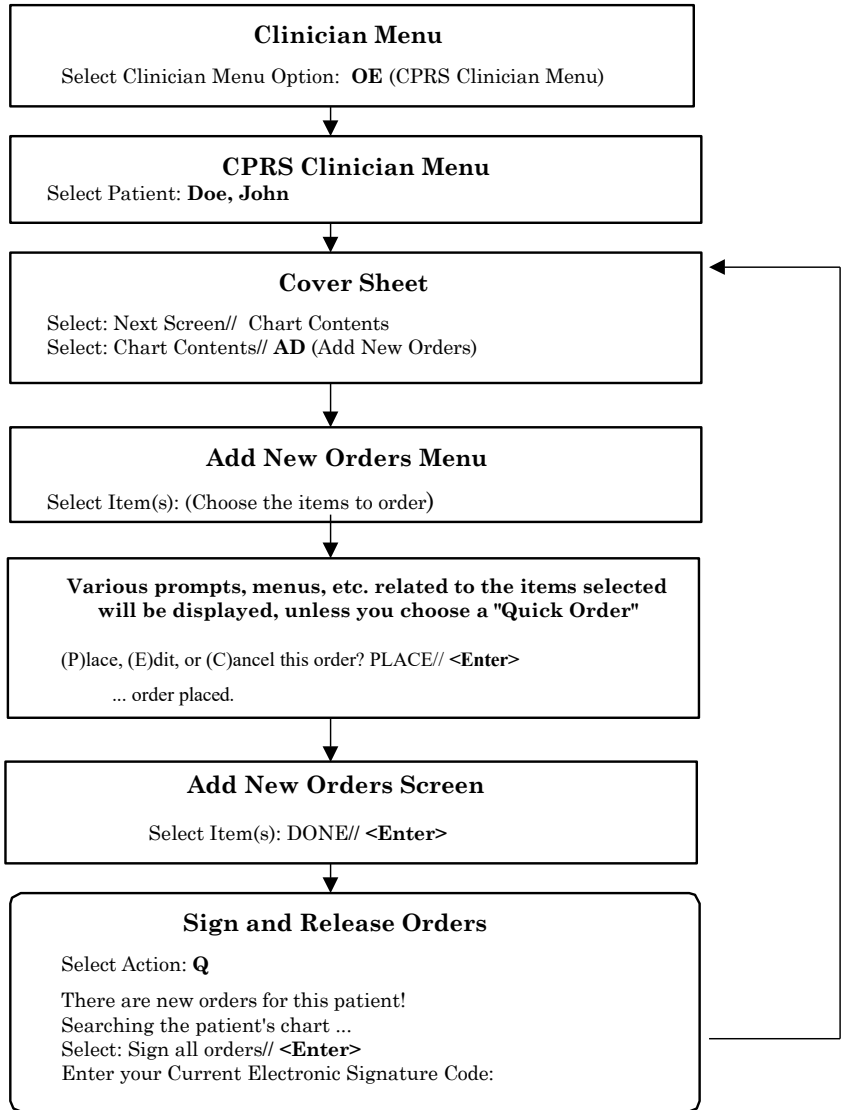 Clinician Menu
Select Clinician Menu Option: OE (CPRS Clinician Menu)
CPRS Clinician Menu
Select Patient: Doe, John
Cover Sheet
Select: Next Screen// Chart Contents
Select: Chart Contents// AD (Add New Orders)
Add New Orders Menu
Select Item(s): (Choose the items to order)
Various prompts, menus, etc. related to the items selected
will be displayed, unless you choose a "Quick Order"
(P)lace, (E)dit, or (C)ancel this order? PLACE// <Enter>
... order placed.
Add New Orders Screen
Select Item(s): DONE// <Enter>
Sign and Release Orders
Select Action: Q
There are new orders for this patient!
Searching the patient's chart ...
Select: Sign all orders// <Enter>
Enter your Current Electronic Signature Code: